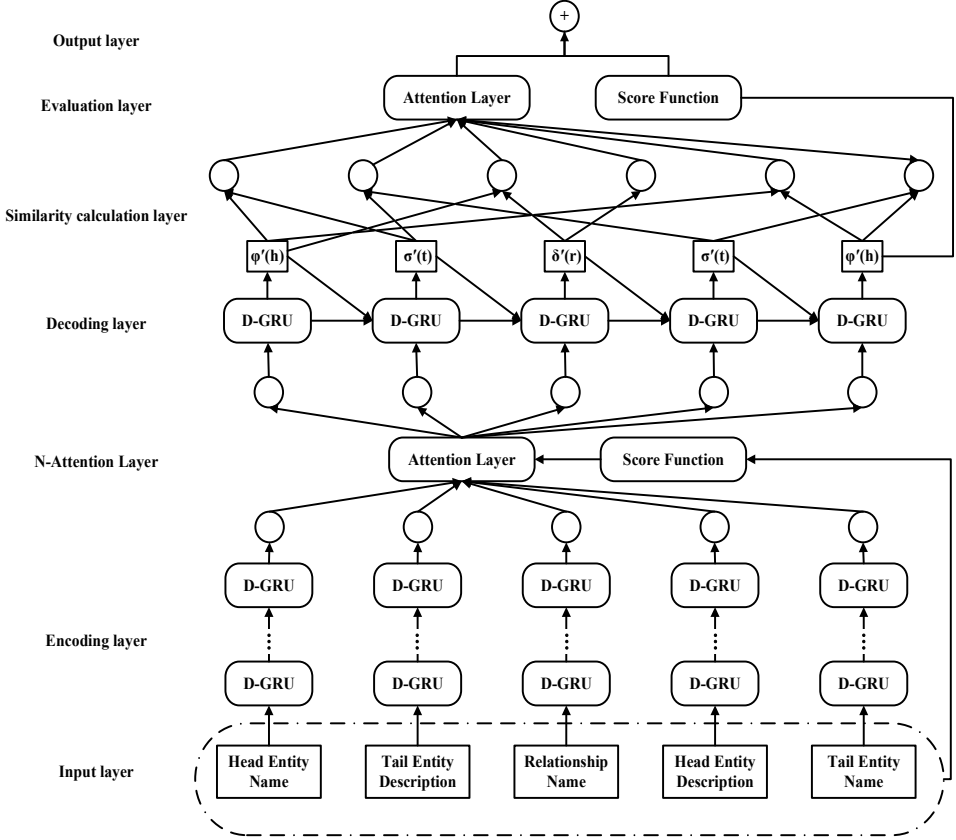 +
Output layer
Evaluation layer
Attention Layer
Score Function
Similarity calculation layer
φ′(h)
σ′(t)
δ′(r)
σ′(t)
φ′(h)
Decoding layer
D-GRU
D-GRU
D-GRU
D-GRU
D-GRU
N-Attention Layer
Attention Layer
Score Function
D-GRU
D-GRU
D-GRU
D-GRU
D-GRU
Encoding layer
D-GRU
D-GRU
D-GRU
D-GRU
D-GRU
Input layer
Head Entity
Name
Tail Entity
Description
Relationship
Name
Head Entity
Description
Tail Entity
Name